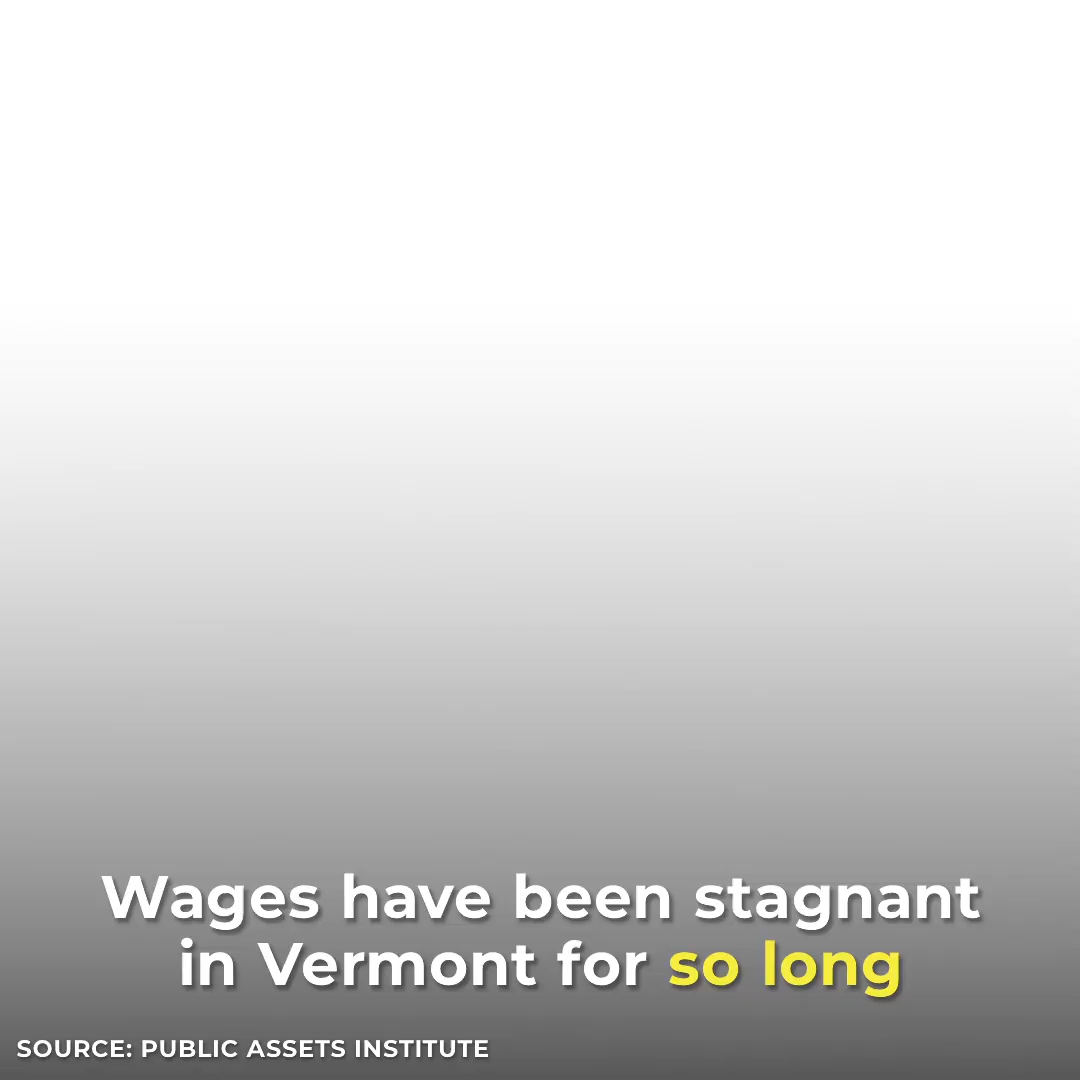 Wages have been stagnant
in Vermont for so long
SOURCE: PUBLIC ASSETS INSTITUTE